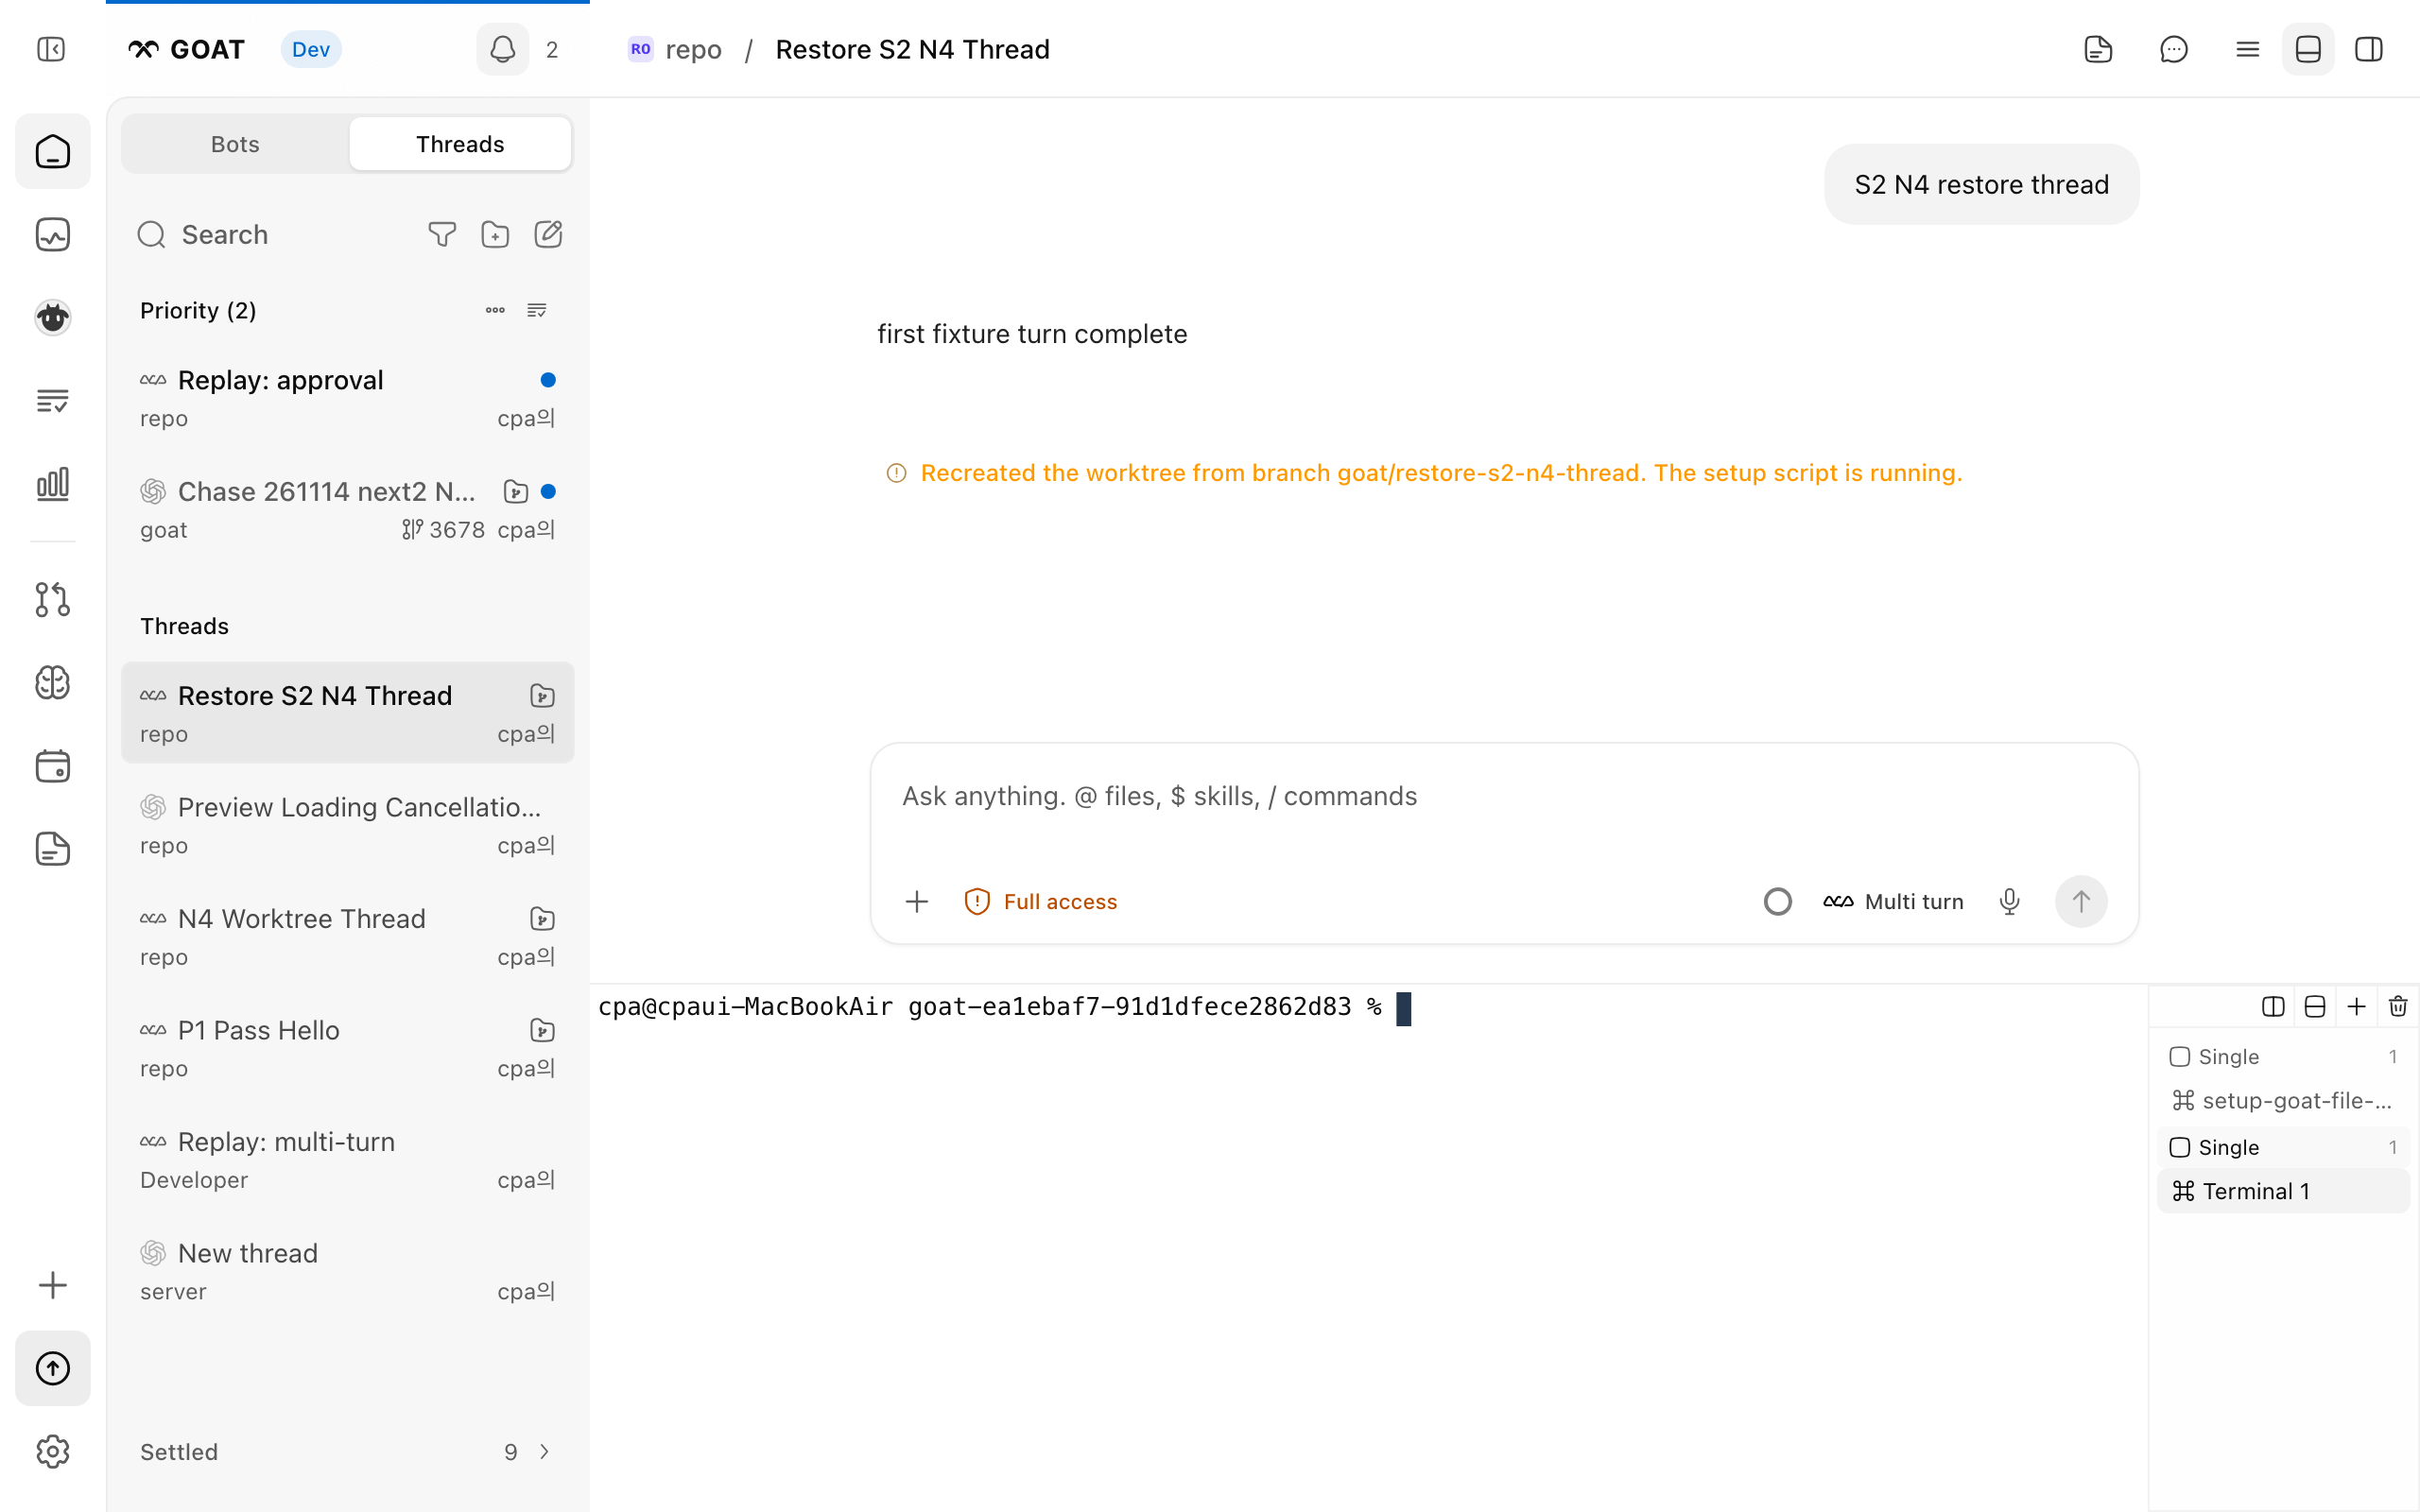 GOAT
Dev
2
RO repo / Restore S2 N4 Thread
Bots
Threads
Search
Priority (2)
Replay: approval
repo
cpa의
Chase 261114 next2 N...
goat
3678 cpa의
Threads
Restore S2 N4 Thread
repo
cpa의
Preview Loading Cancellatio...
repo
cpa의
N4 Worktree Thread
repo
cpa의
P1 Pass Hello
repo
cpa의
Replay: multi-turn
Developer
cpa의
New thread
server
cpa의
Settled
9
S2 N4 restore thread
first fixture turn complete
Recreated the worktree from branch goat/restore-s2-n4-thread. The setup script is running.
Ask anything. @ files, $ skills, / commands
Full access
Multi turn
cpa@cpaui-MacBookAir goat-ea1ebaf7-91d1dfece2862d83 %
Single 1
setup-goat-file-...
Single 1
Terminal 1